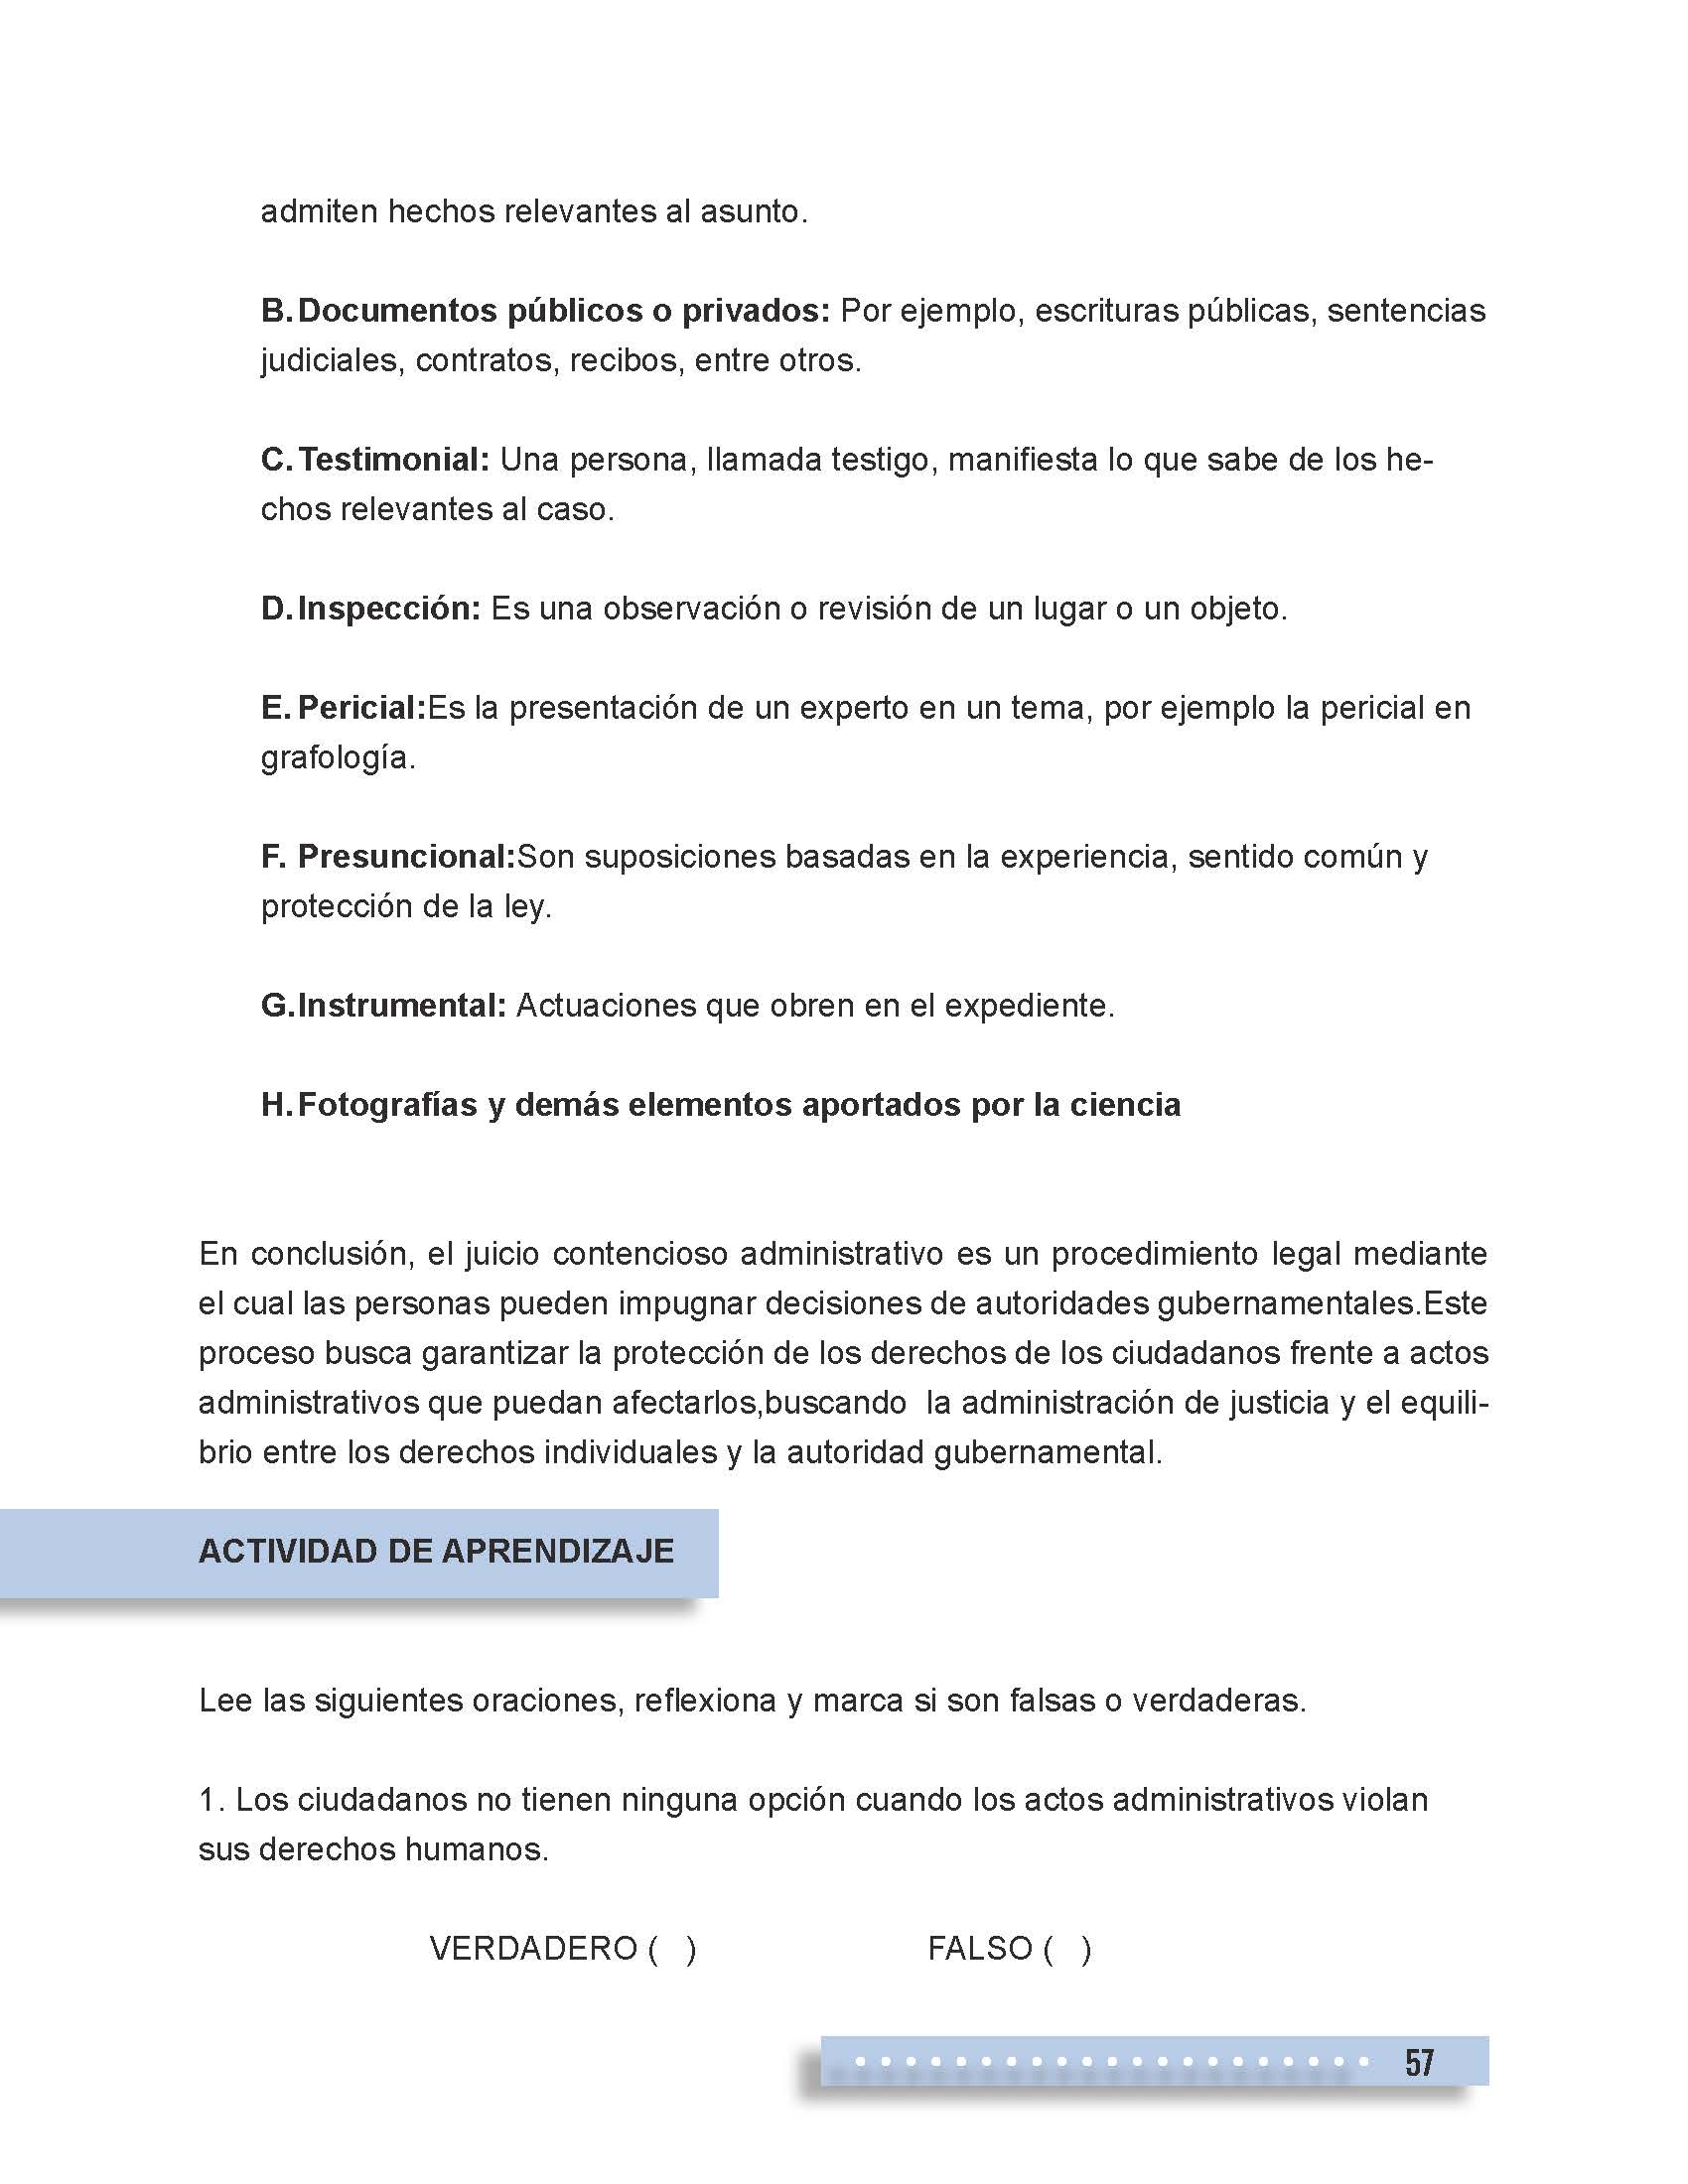 admiten hechos relevantes al asunto.
B. Documentos públicos o privados: Por ejemplo, escrituras públicas, sentencias
judiciales, contratos, recibos, entre otros.
C. Testimonial: Una persona, llamada testigo, manifiesta lo que sabe de los he-
chos relevantes al caso.
D. Inspección: Es una observación o revisión de un lugar o un objeto.
E. Pericial:Es la presentación de un experto en un tema, por ejemplo la pericial en
grafología.
F. Presuncional:Son suposiciones basadas en la experiencia, sentido común y
protección de la ley.
G.Instrumental: Actuaciones que obren en el expediente.
H. Fotografías y demás elementos aportados por la ciencia
En conclusión, el juicio contencioso administrativo es un procedimiento legal mediante
el cual las personas pueden impugnar decisiones de autoridades gubernamentales.Este
proceso busca garantizar la protección de los derechos de los ciudadanos frente a actos
administrativos que puedan afectarlos,buscando  la administración de justicia y el equili-
brio entre los derechos individuales y la autoridad gubernamental.
ACTIVIDAD DE APRENDIZAJE
Lee las siguientes oraciones, reflexiona y marca si son falsas o verdaderas.
1. Los ciudadanos no tienen ninguna opción cuando los actos administrativos violan
sus derechos humanos.
VERDADERO (   )                    FALSO (   )
57